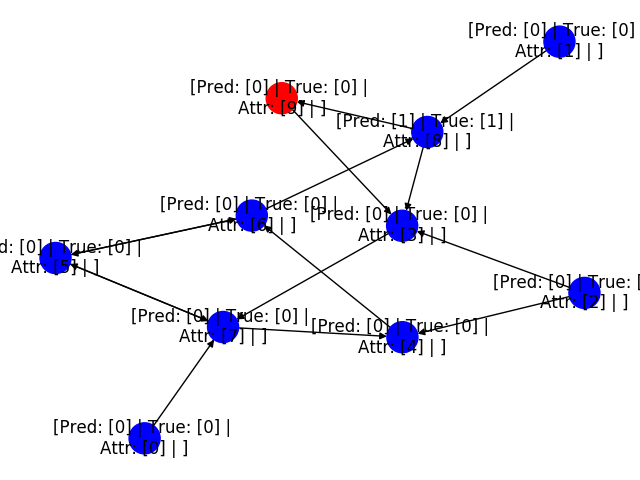 [Pred: [0] | True: [0]
Attr: [1] | ]
[Pred: [0] | True: [0] |
Attr: [9] | ]
[Pred: [1] | True: [1] |
Attr: [8] | ]
[Pred: [0] | True: [0] |
Attr: [6] | ]
[Pred: [0] | True: [0] |
Attr: [3] | ]
d: [0] | True: [0] |
Attr: [5] | ]
[Pred: [0] | True: [
Attr: [2] | ]
[Pred: [0] | True: [0] |
Attr: [7] | ]
[Pred: [0] | True: [0] |
Attr: [4] | ]
[Pred: [0] | True: [0] |
Attr: [0] | ]